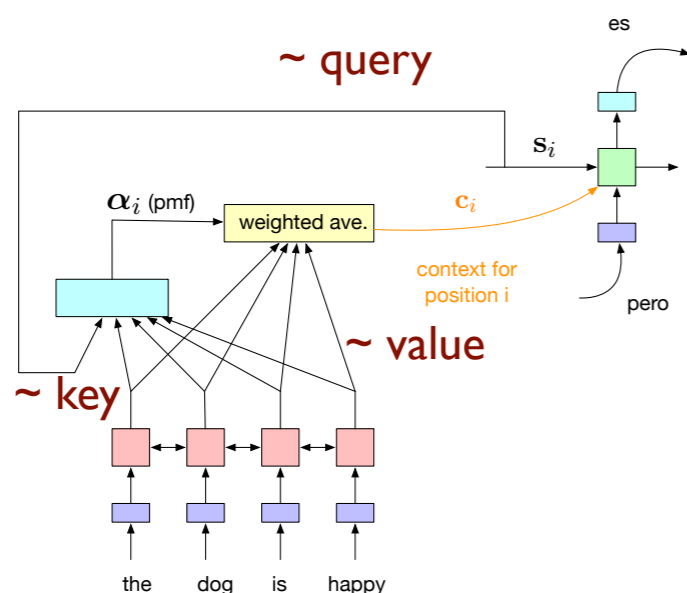 es
~ query
s_i
α_i (pmf)
weighted ave.
c_i
context for
position i
pero
~ value
~ key
the dog is happy